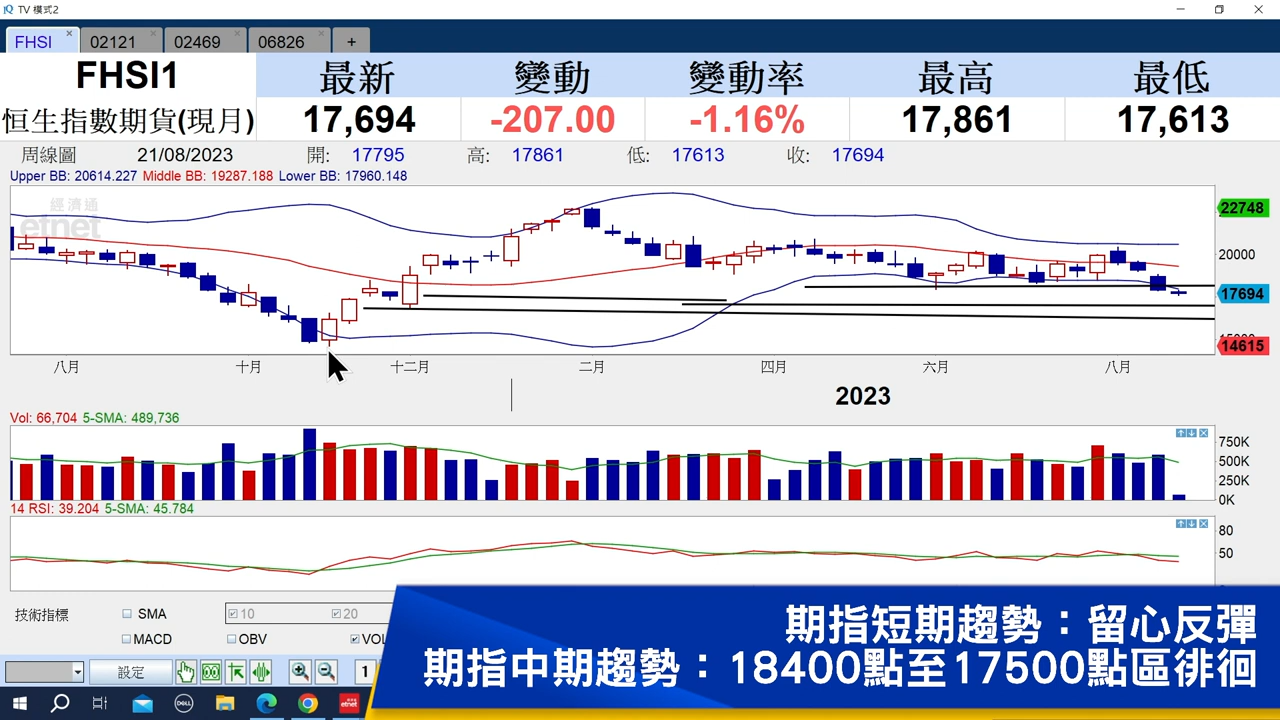 TV 模式2
FHSI 02121 02469 06826 +
FHSI1 最新 變動 變動率 最高 最低
恒生指數期貨(現月) 17,694 -207.00 -1.16% 17,861 17,613
周線圖 21/08/2023 開: 17795 高: 17861 低: 17613 收: 17694
Upper BB: 20614.227 Middle BB: 19287.188 Lower BB: 17960.148
經濟通
etnet
22748
20000
17694
14615
八月 十月 十二月 二月 四月 六月 八月
2023
Vol: 66,704 5-SMA: 489,736
750K
500K
250K
0K
14 RSI: 39.204 5-SMA: 45.784
80
50
技術指標 SMA 10 20
MACD OBV VOL
期指短期趨勢：留心反彈
期指中期趨勢：18400點至17500點區徘徊
設定 1
DELL
etnet